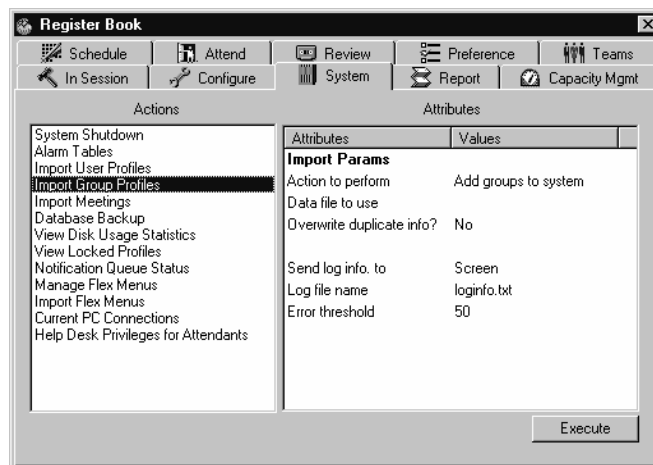 Register Book
Schedule Attend Review Preference Teams
In Session Configure System Report Capacity Mgmt
Actions
System Shutdown
Alarm Tables
Import User Profiles
Import Group Profiles
Import Meetings
Database Backup
View Disk Usage Statistics
View Locked Profiles
Notification Queue Status
Manage Flex Menus
Import Flex Menus
Current PC Connections
Help Desk Privileges for Attendants
Attributes
Attributes Values
Import Params
Action to perform Add groups to system
Data file to use
Overwrite duplicate info? No
Send log info. to Screen
Log file name loginfo.txt
Error threshold 50
Execute